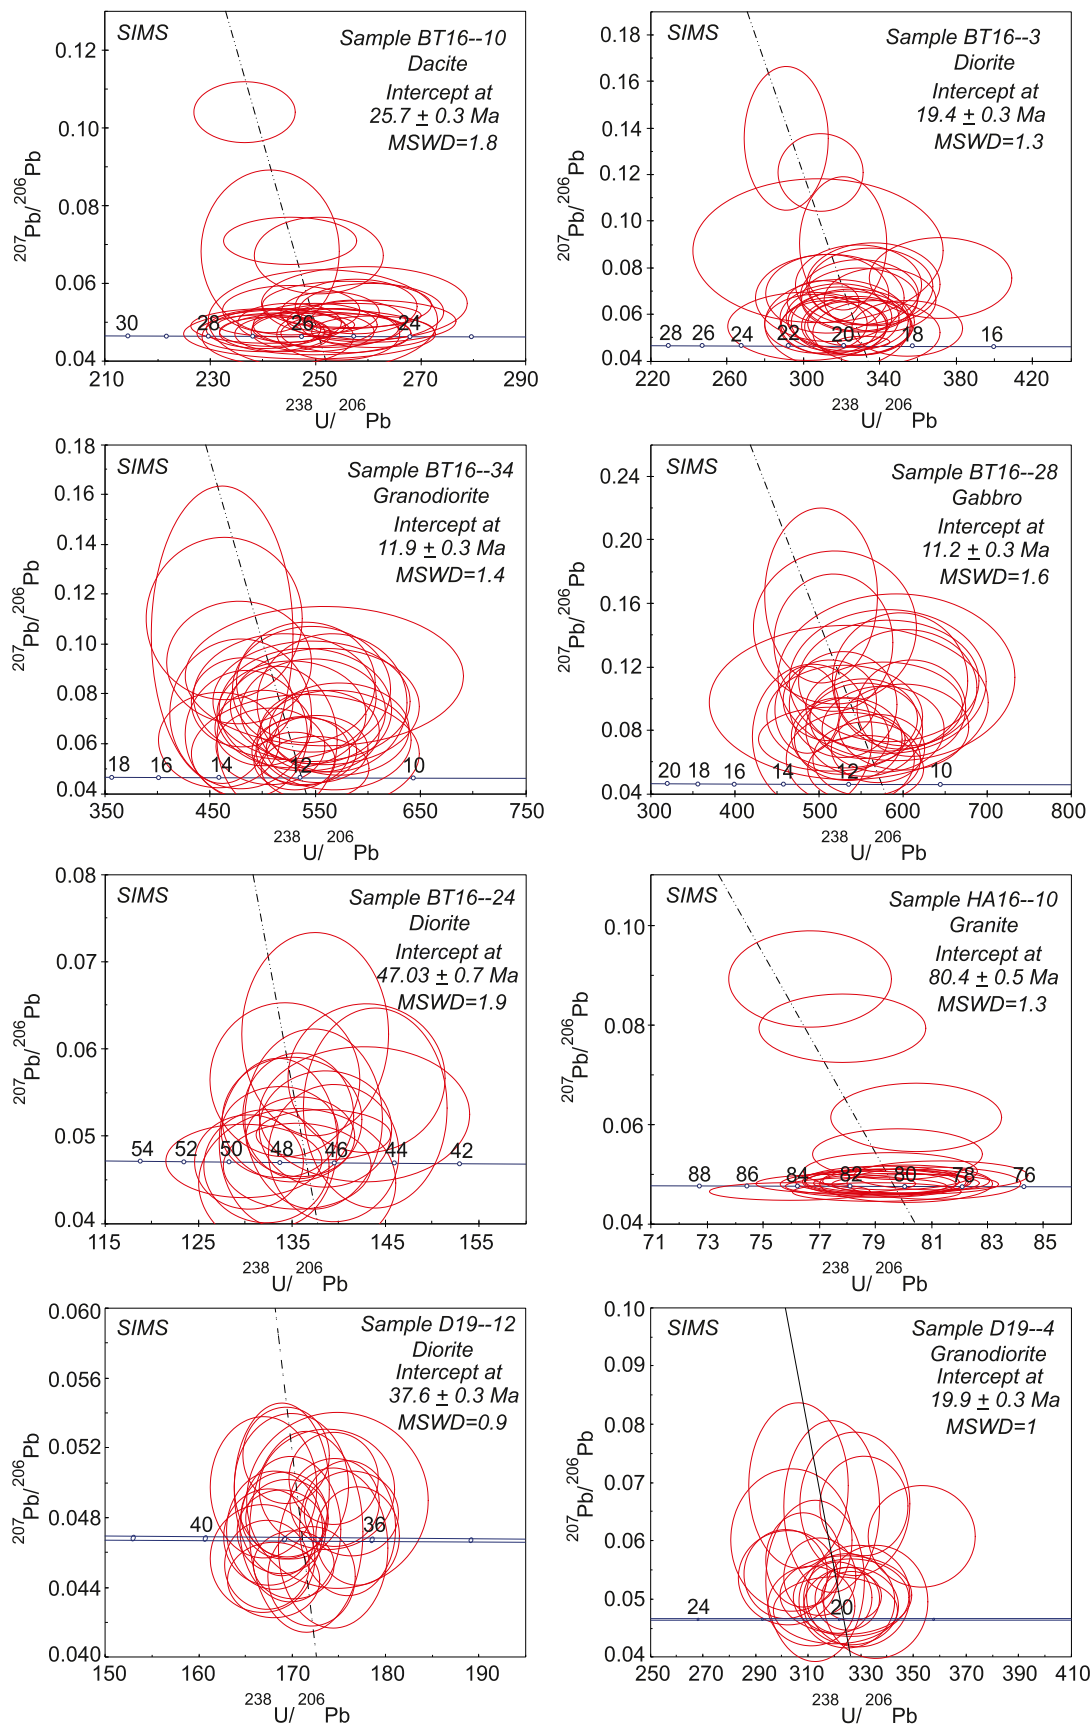 SIMS
Sample BT16--10
Dacite
Intercept at
25.7 ± 0.3 Ma
MSWD=1.8
0.12
0.10
0.08
0.06
0.04
207Pb/206Pb
30
28
26
24
210
230
250
270
290
238U/206Pb
SIMS
Sample BT16--3
Diorite
Intercept at
19.4 ± 0.3 Ma
MSWD=1.3
0.18
0.16
0.14
0.12
0.10
0.08
0.06
0.04
207Pb/206Pb
28
26
24
22
20
18
16
220
260
300
340
380
420
238U/206Pb
SIMS
Sample BT16--34
Granodiorite
Intercept at
11.9 ± 0.3 Ma
MSWD=1.4
0.18
0.16
0.14
0.12
0.10
0.08
0.06
0.04
207Pb/206Pb
18
16
14
12
10
350
450
550
650
750
238U/206Pb
SIMS
Sample BT16--28
Gabbro
Intercept at
11.2 ± 0.3 Ma
MSWD=1.6
0.24
0.20
0.16
0.12
0.08
0.04
207Pb/206Pb
20
18
16
14
12
10
300
400
500
600
700
800
238U/206Pb
SIMS
Sample BT16--24
Diorite
Intercept at
47.03 ± 0.7 Ma
MSWD=1.9
0.08
0.07
0.06
0.05
0.04
207Pb/206Pb
54
52
50
48
46
44
42
115
125
135
145
155
238U/206Pb
SIMS
Sample HA16--10
Granite
Intercept at
80.4 ± 0.5 Ma
MSWD=1.3
0.10
0.08
0.06
0.04
207Pb/206Pb
88
86
84
82
80
78
76
71
73
75
77
79
81
83
85
238U/206Pb
SIMS
Sample D19--12
Diorite
Intercept at
37.6 ± 0.3 Ma
MSWD=0.9
0.060
0.056
0.052
0.048
0.044
0.040
207Pb/206Pb
40
36
150
160
170
180
190
238U/206Pb
SIMS
Sample D19--4
Granodiorite
Intercept at
19.9 ± 0.3 Ma
MSWD=1
0.10
0.09
0.08
0.07
0.06
0.05
0.04
207Pb/206Pb
24
20
250
270
290
310
330
350
370
390
410
238U/206Pb